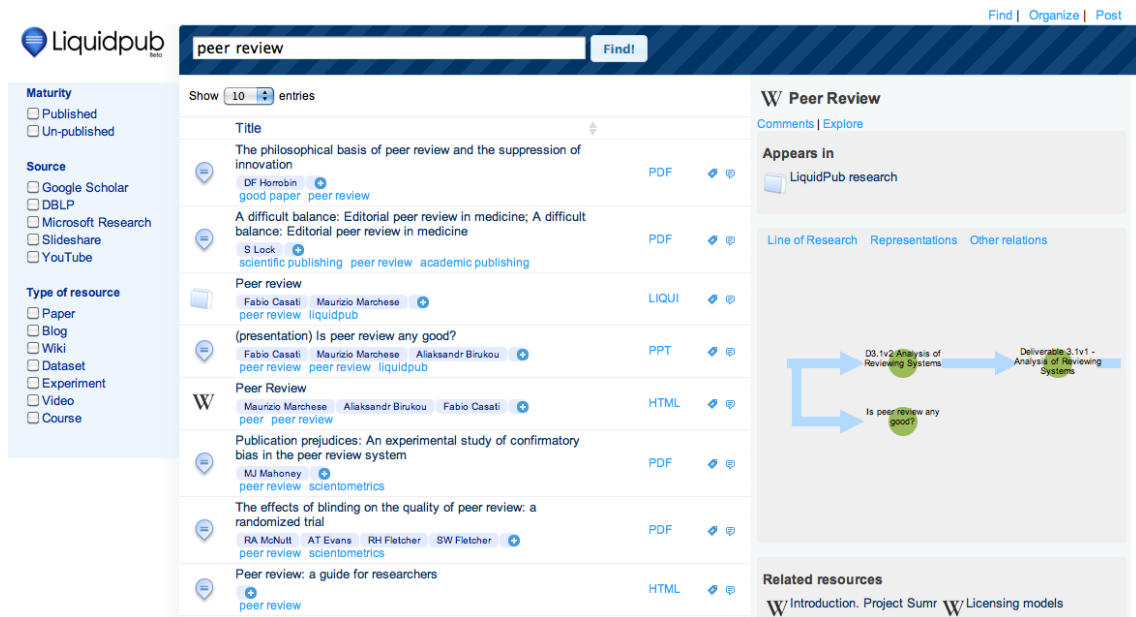 Find | Organize | Post
Liquidpub
Beta
peer review
Find!
Maturity
Published
Un-published
Source
Google Scholar
DBLP
Microsoft Research
Slideshare
YouTube
Type of resource
Paper
Blog
Wiki
Dataset
Experiment
Video
Course
Show 10 entries
Title
The philosophical basis of peer review and the suppression of
innovation
DF Horrobin
good paper peer review
PDF
A difficult balance: Editorial peer review in medicine; A difficult
balance: Editorial peer review in medicine
S Lock
scientific publishing peer review academic publishing
PDF
Peer review
Fabio Casati Maurizio Marchese
peer review liquidpub
LIQUI
(presentation) Is peer review any good?
Fabio Casati Maurizio Marchese Aliaksandr Birukou
peer review peer review liquidpub
PPT
W
Peer Review
Maurizio Marchese Aliaksandr Birukou Fabio Casati
peer peer review
HTML
Publication prejudices: An experimental study of confirmatory
bias in the peer review system
MJ Mahoney
peer review scientometrics
PDF
The effects of blinding on the quality of peer review: a
randomized trial
RA McNutt AT Evans RH Fletcher SW Fletcher
peer review scientometrics
PDF
Peer review: a guide for researchers
peer review
HTML
W Peer Review
Comments | Explore
Appears in
LiquidPub research
Line of Research Representations Other relations
D3.1v2 Analysis of
Reviewing Systems
Deliverable 3.1v1 -
Analysis of Reviewing
Systems
Is peer review any
good?
Related resources
W Introduction. Project Sumr W Licensing models